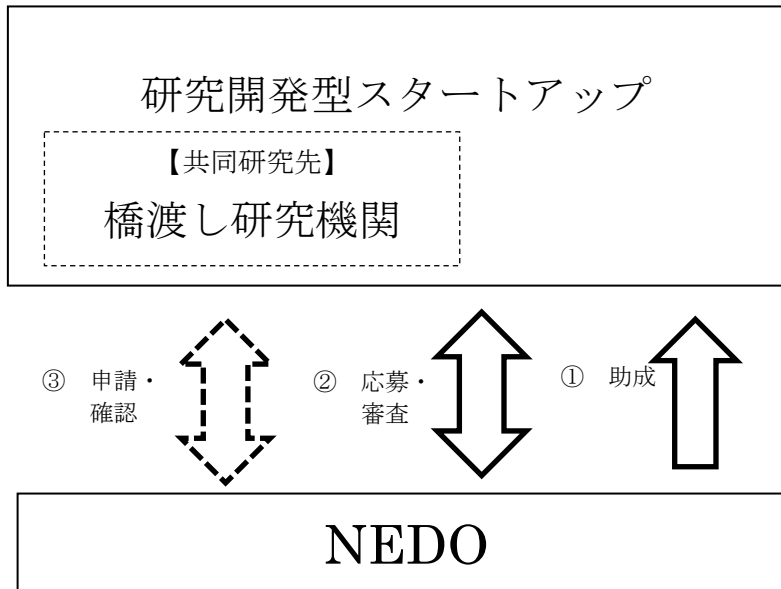 研究開発型スタートアップ
【共同研究先】
橋渡し研究機関
③ 申請・
確認
② 応募・
審査
① 助成
NEDO